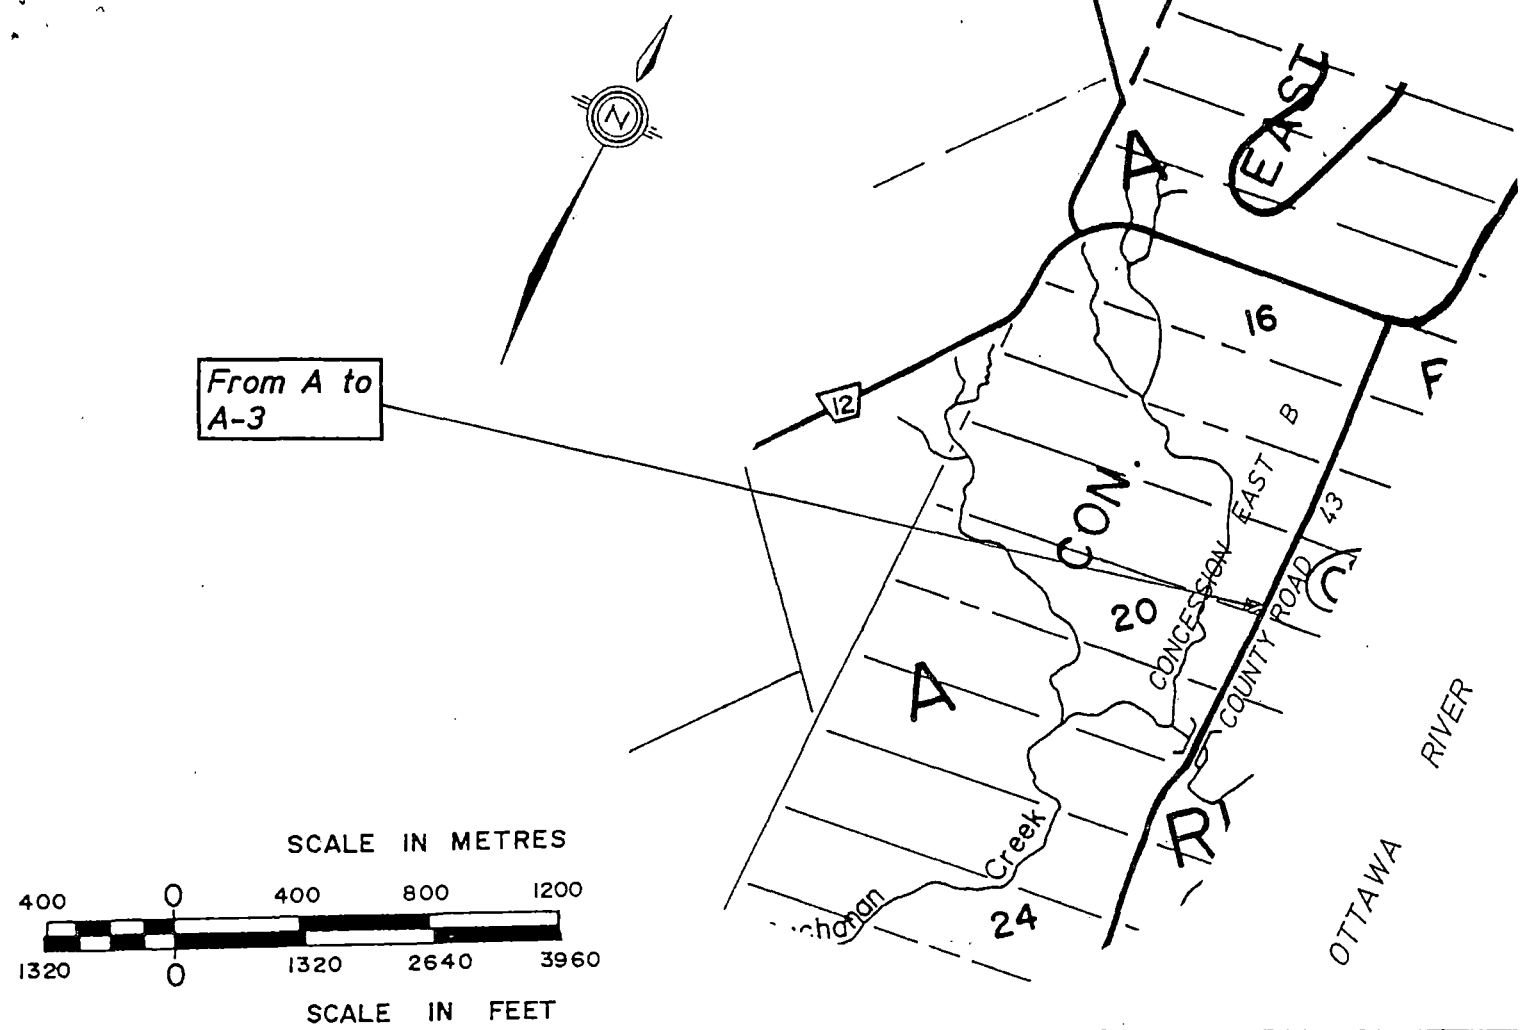 EAST
N
A
16
From A to
A-3
12
B
EAST
CON.
43
CONCESSION
20
COUNTY ROAD
A
RIVER
SCALE IN METRES
Creek
R
OTTAWA
400 0 400 800 1200
24
1320 0 1320 2640 3960
SCALE IN FEET